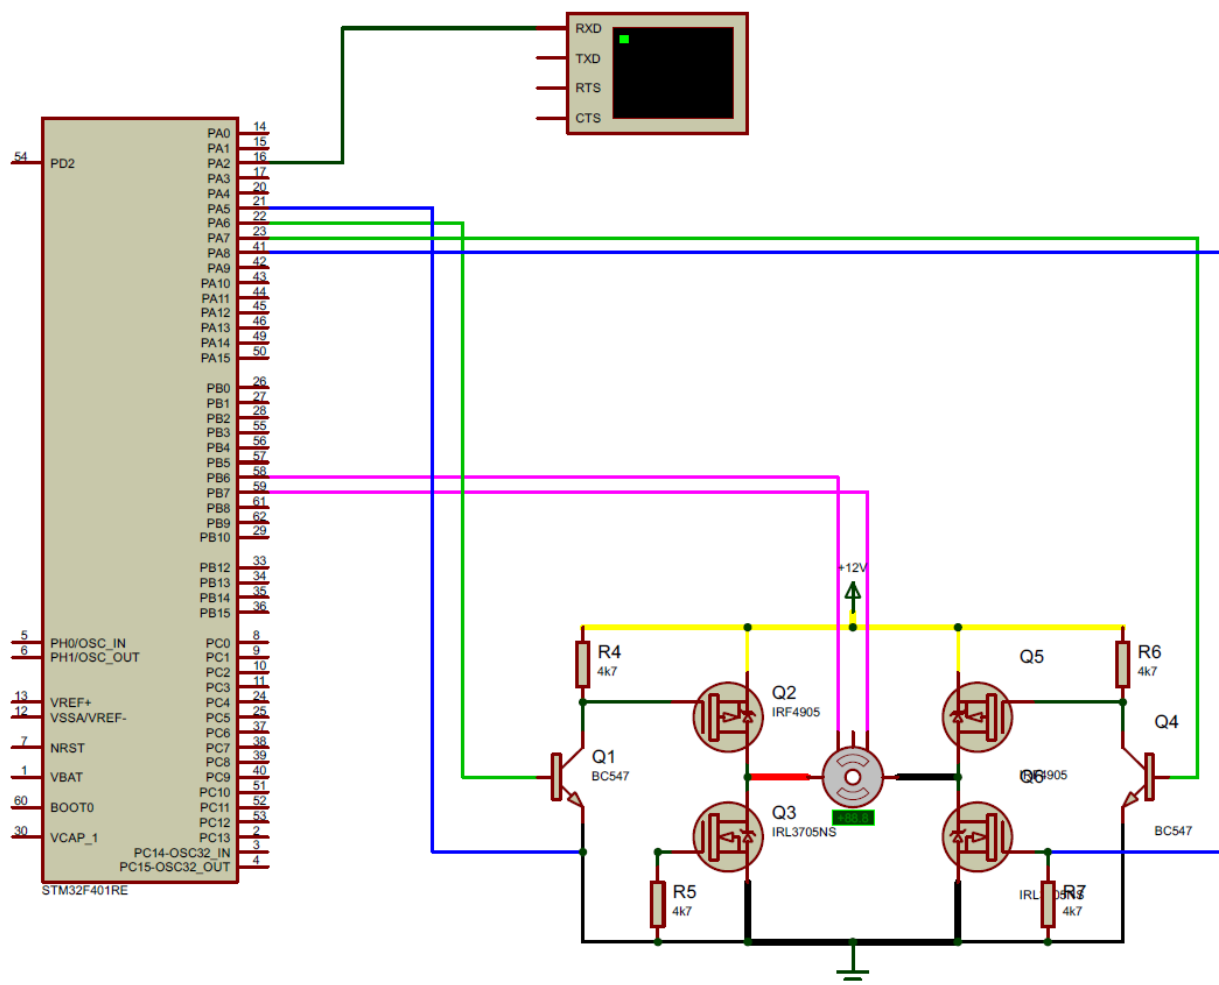 RXD
TXD
RTS
CTS
54
PD2
PA0
14
PA1
15
PA2
16
PA3
17
PA4
20
PA5
21
PA6
22
PA7
23
PA8
41
PA9
42
PA10
43
PA11
44
PA12
45
PA13
46
PA14
49
PA15
50
PB0
26
PB1
27
PB2
28
PB3
55
PB4
56
PB5
57
PB6
58
PB7
59
PB8
61
PB9
62
PB10
29
PB12
33
PB13
34
PB14
35
PB15
36
5
PH0/OSC_IN
6
PH1/OSC_OUT
13
VREF+
12
VSSA/VREF-
7
NRST
1
VBAT
60
BOOT0
30
VCAP_1
PC0
8
PC1
9
PC2
10
PC3
11
PC4
24
PC5
25
PC6
37
PC7
38
PC8
39
PC9
40
PC10
51
PC11
52
PC12
53
PC13
2
PC14-OSC32_IN
3
PC15-OSC32_OUT
4
STM32F401RE
+12V
R4
4k7
Q5
R6
4k7
Q2
IRF4905
Q4
Q1
BC547
Q6
Q3
IRL3705NS
+88.8
BC547
R5
4k7
R7
4k7